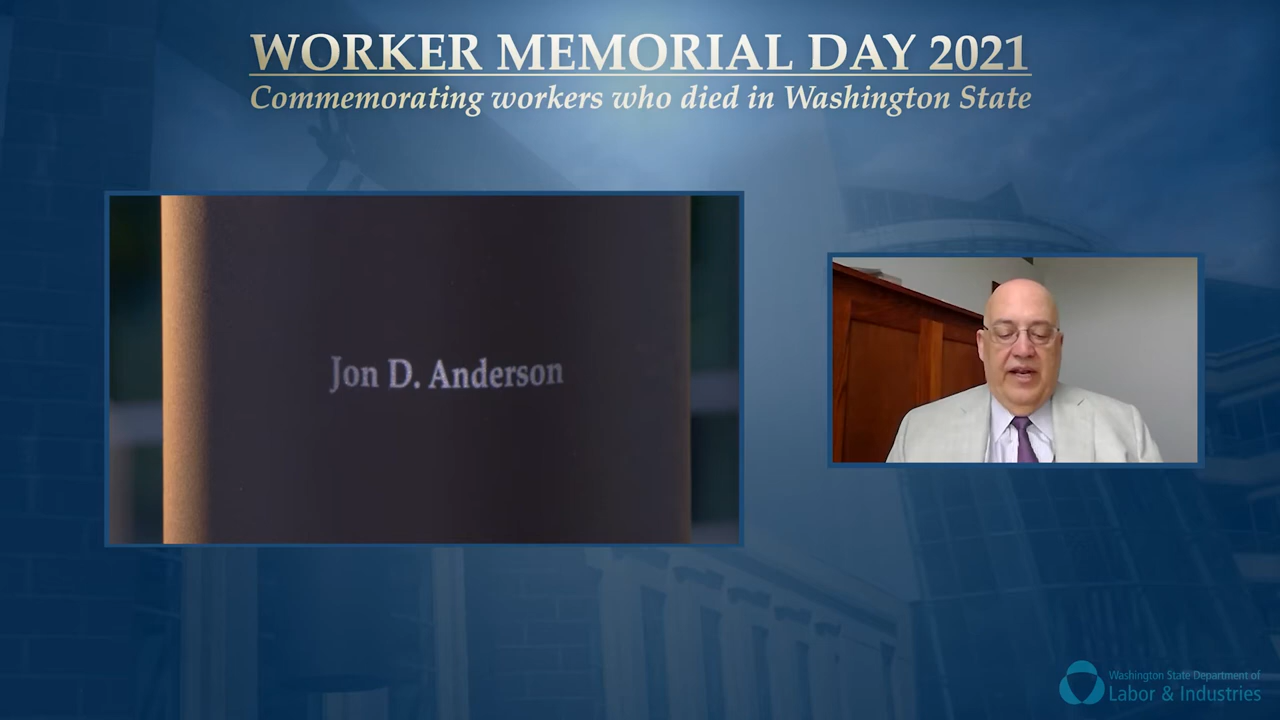 WORKER MEMORIAL DAY 2021
Commemorating workers who died in Washington State
Jon D. Anderson
Washington State Department of
Labor & Industries